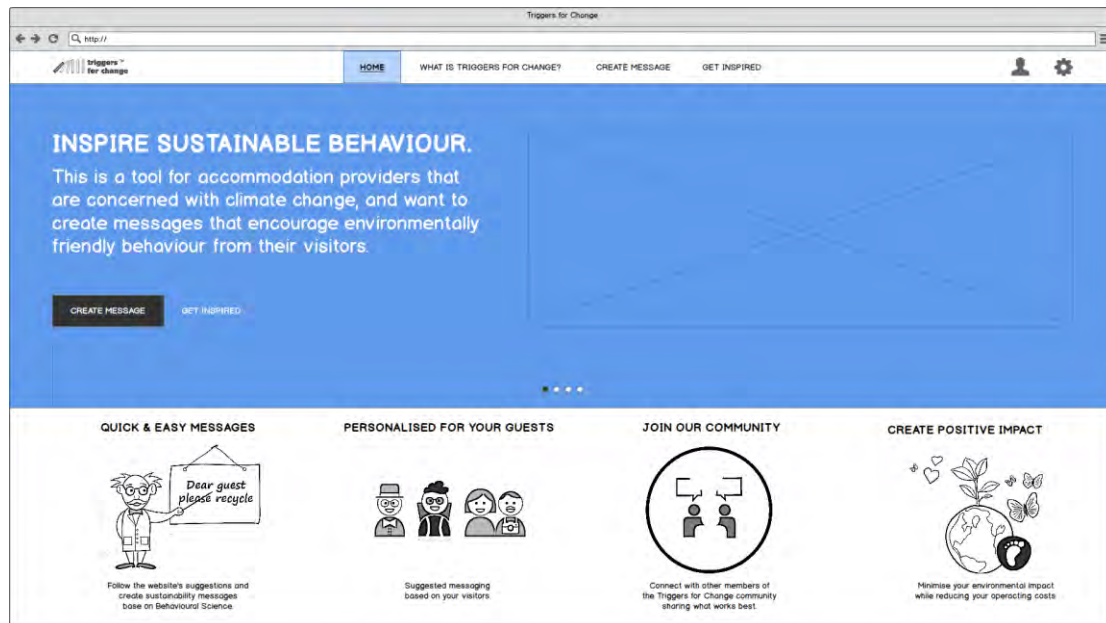 Triggers for Change
http://
triggers™
for change
HOME
WHAT IS TRIGGERS FOR CHANGE?
CREATE MESSAGE
GET INSPIRED
INSPIRE SUSTAINABLE BEHAVIOUR.
This is a tool for accommodation providers that
are concerned with climate change, and want to
create messages that encourage environmentally
friendly behaviour from their visitors.
CREATE MESSAGE
GET INSPIRED
QUICK & EASY MESSAGES
Dear guest
please recycle
Follow the website's suggestions and
create sustainability messages
base on Behavioural Science.
PERSONALISED FOR YOUR GUESTS
Suggested messaging
based on your visitors
JOIN OUR COMMUNITY
Connect with other members of
the Triggers for Change community
sharing what works best.
CREATE POSITIVE IMPACT
Minimise your environmental impact
while reducing your operacting costs